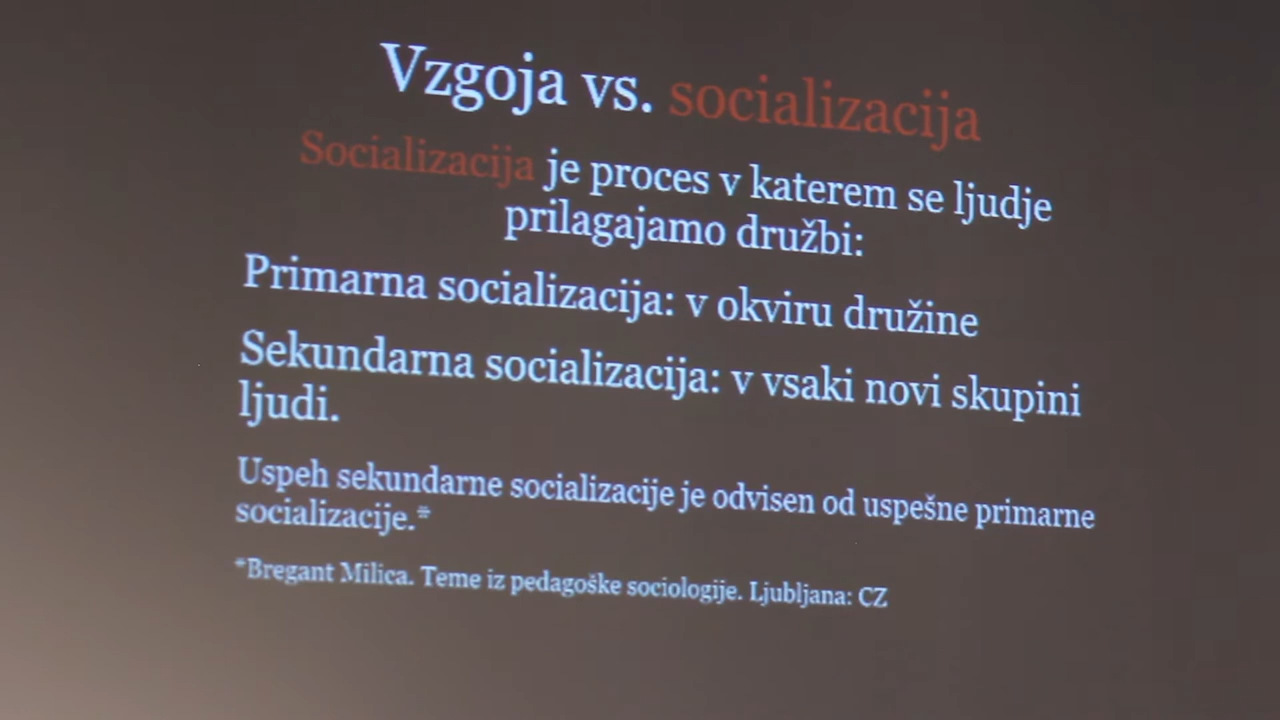 Vzgoja vs. socializacija
Socializacija je proces v katerem se ljudje
prilagajamo družbi:
Primarna socializacija: v okviru družine
Sekundarna socializacija: v vsaki novi skupini
ljudi.
Uspeh sekundarne socializacije je odvisen od uspešne primarne
socializacije.*
*Bregant Milica. Teme iz pedagoške sociologije. Ljubljana: CZ